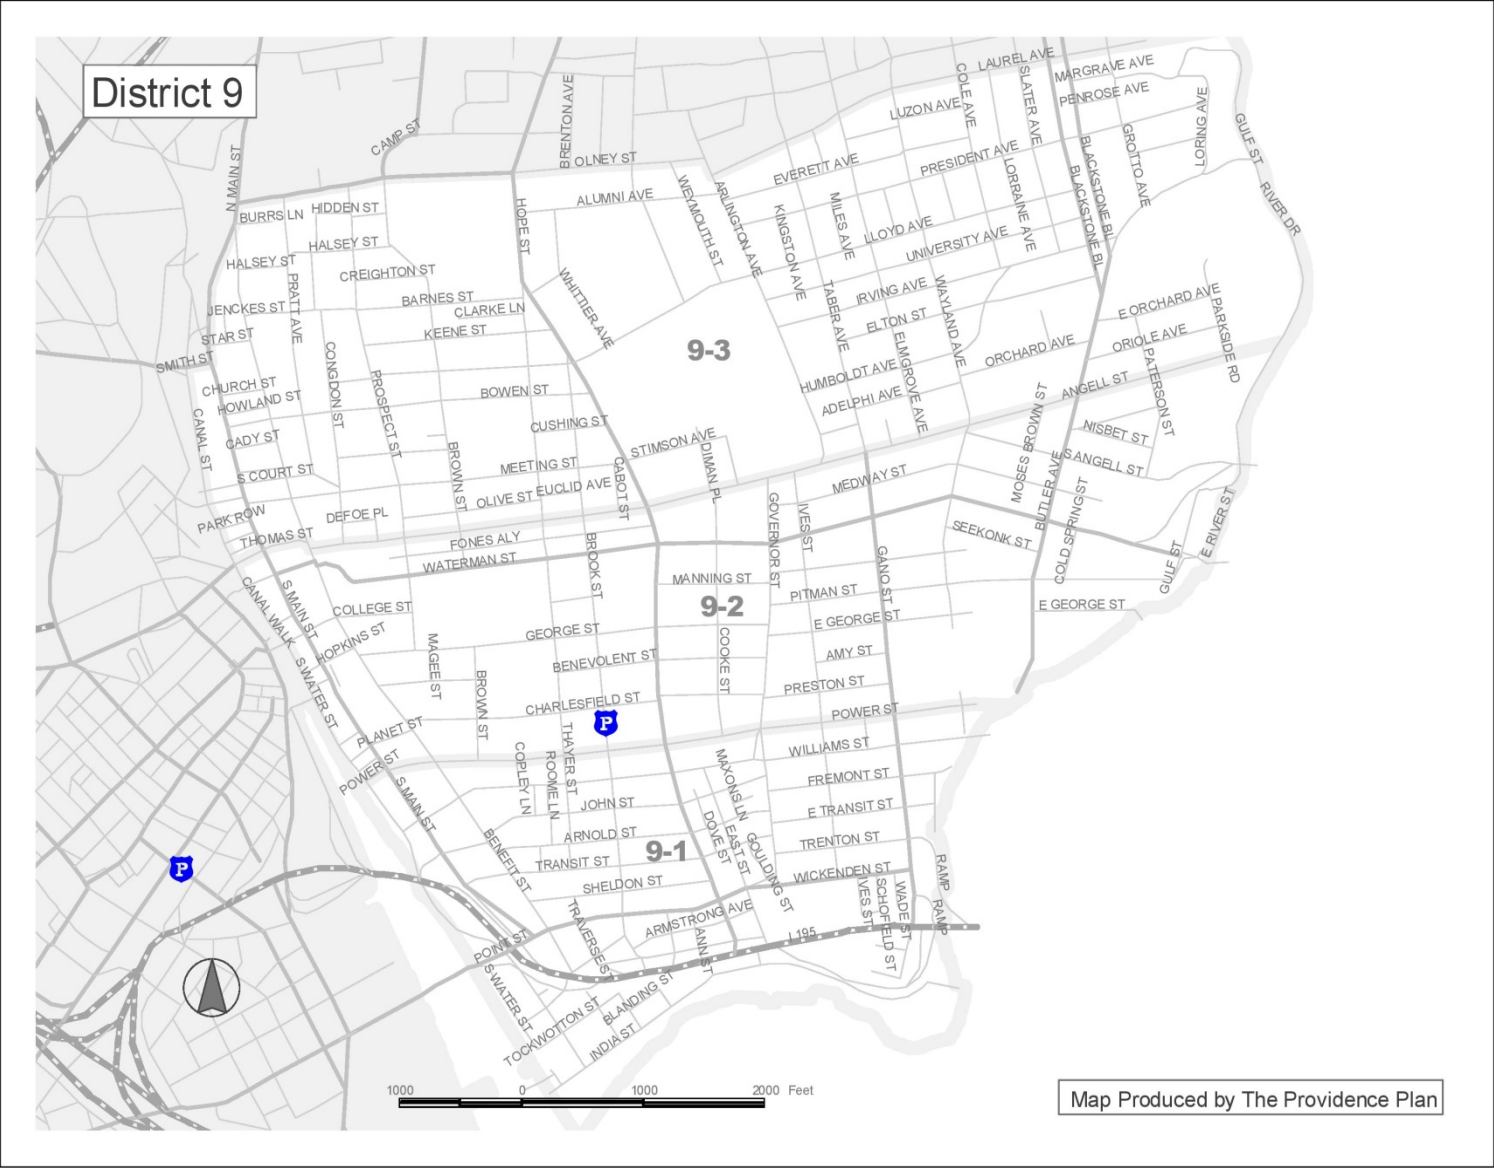 District 9
LAUREL AVE
MARGRAVE AVE
PENROSE AVE
COLE AVE
SLATER AVE
LUZON AVE
LORING AVE
GULF ST
BRENTON AVE
CAMP ST
OLNEY ST
N MAIN ST
EVERETT AVE
PRESIDENT AVE
BLACKSTONE BL
BLACKSTONE BL
GROTTO AVE
RIVER DR
BURRS LN
HIDDEN ST
HOPE ST
ALUMNI AVE
WEYMOUTH ST
ARLINGTON AVE
KINGSTON AVE
MILES AVE
LLOYD AVE
LORRAINE AVE
UNIVERSITY AVE
HALSEY ST
HALSEY ST
CREIGHTON ST
PRATT AVE
JENCKES ST
BARNES ST
CLARKE LN
WHITTIER AVE
TABER AVE
IRVING AVE
WAYLAND AVE
E ORCHARD AVE
PARKSIDE RD
STAR ST
KEENE ST
ELTON ST
ELMGROVE AVE
ORCHARD AVE
ORIOLE AVE
SMITH ST
CONGDON ST
9-3
HUMBOLDT AVE
ANGELL ST
PATERSON ST
CHURCH ST
HOWLAND ST
PROSPECT ST
BOWEN ST
ADELPHI AVE
MOSES BROWN ST
CANAL ST
CADY ST
CUSHING ST
STIMSON AVE
NISBET ST
S COURT ST
BROWN ST
MEETING ST
CABOT ST
DIMAN PL
MEDWAY ST
S ANGELL ST
OLIVE ST
EUCLID AVE
GOVERNOR ST
IVES ST
BUTLER AVE
COLD SPRING ST
E RIVER ST
PARK ROW
DEFOE PL
THOMAS ST
FONES ALY
WATERMAN ST
BROOK ST
SEEKONK ST
GANO ST
GULF ST
CANAL WALK
S MAIN ST
MANNING ST
PITMAN ST
COLLEGE ST
9-2
E GEORGE ST
E GEORGE ST
HOPKINS ST
GEORGE ST
MAGEE ST
BENEVOLENT ST
COOKE ST
AMY ST
S WATER ST
BROWN ST
CHARLESFIELD ST
PRESTON ST
P
PLANET ST
POWER ST
THAYER ST
COPLEY LN
ROOME LN
WILLIAMS ST
POWER ST
MAXONS LN
FREMONT ST
S MAIN ST
JOHN ST
E TRANSIT ST
ARNOLD ST
DOVE ST
EAST ST
GOULDING ST
TRENTON ST
BENEFIT ST
9-1
TRANSIT ST
P
WICKENDEN ST
RAMP
SHELDON ST
IVES ST
SCHOFIELD ST
WADE ST
TRAVERSE ST
ARMSTRONG AVE
RAMP
POINT ST
ANN ST
I 195
S WATER ST
BLANDING ST
TOCKWOTTON ST
INDIA ST
1000 0 1000 2000 Feet
Map Produced by The Providence Plan